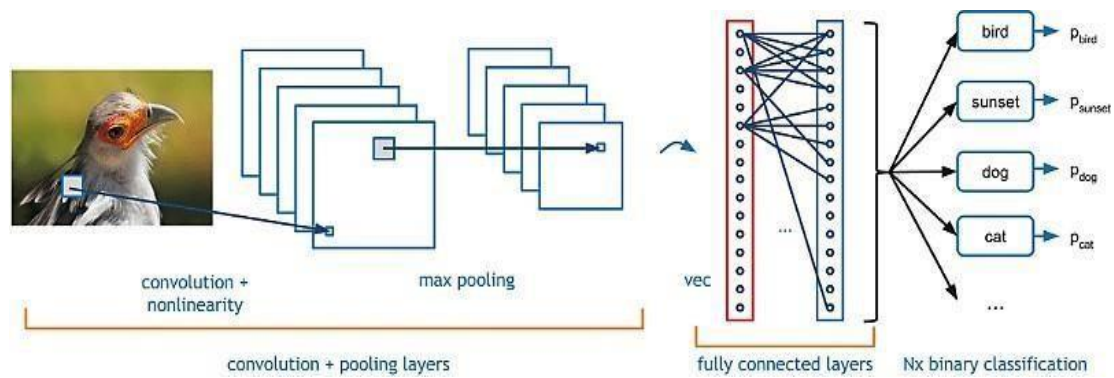 bird
p_bird
sunset
p_sunset
dog
p_dog
cat
p_cat
...
...
convolution +
nonlinearity
max pooling
vec
convolution + pooling layers
fully connected layers
Nx binary classification